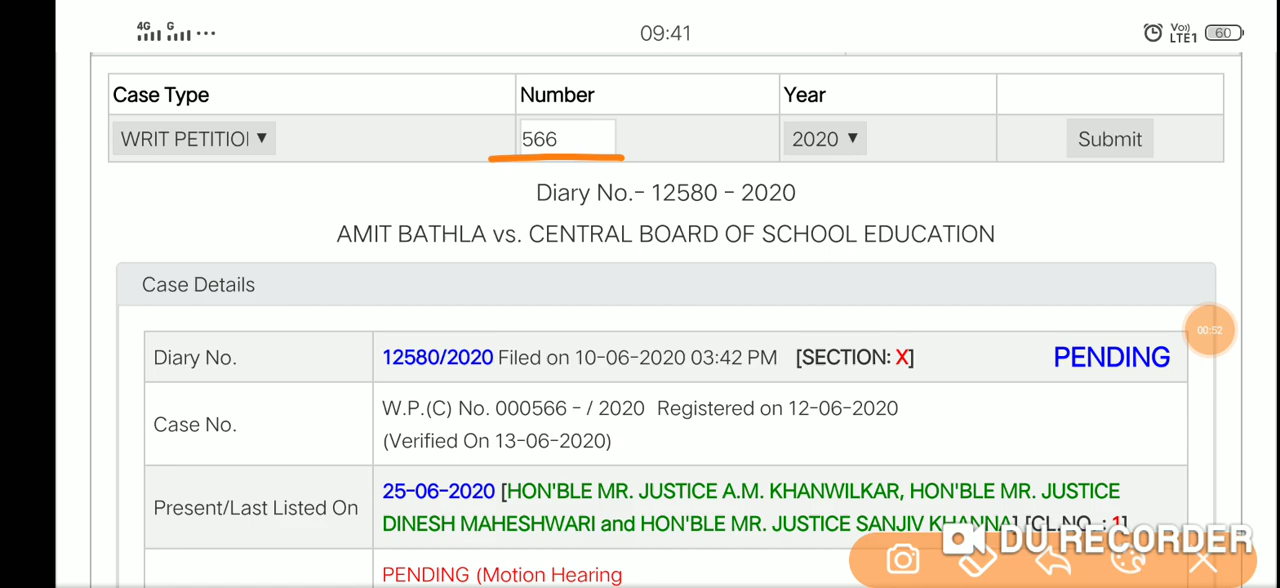 4G G 09:41 Vo)) LTE1 60
Case Type Number Year
WRIT PETITIO 566 2020 Submit
Diary No.- 12580 - 2020
AMIT BATHLA vs. CENTRAL BOARD OF SCHOOL EDUCATION
Case Details
00:52
Diary No. 12580/2020 Filed on 10-06-2020 03:42 PM [SECTION: X] PENDING
Case No. W.P.(C) No. 000566 - / 2020 Registered on 12-06-2020
(Verified On 13-06-2020)
Present/Last Listed On 25-06-2020 [HON'BLE MR. JUSTICE A.M. KHANWILKAR, HON'BLE MR. JUSTICE
DINESH MAHESHWARI and HON'BLE MR. JUSTICE SANJIV KHANNA] [CL.NO. : 1]
DU RECORDER
PENDING (Motion Hearing